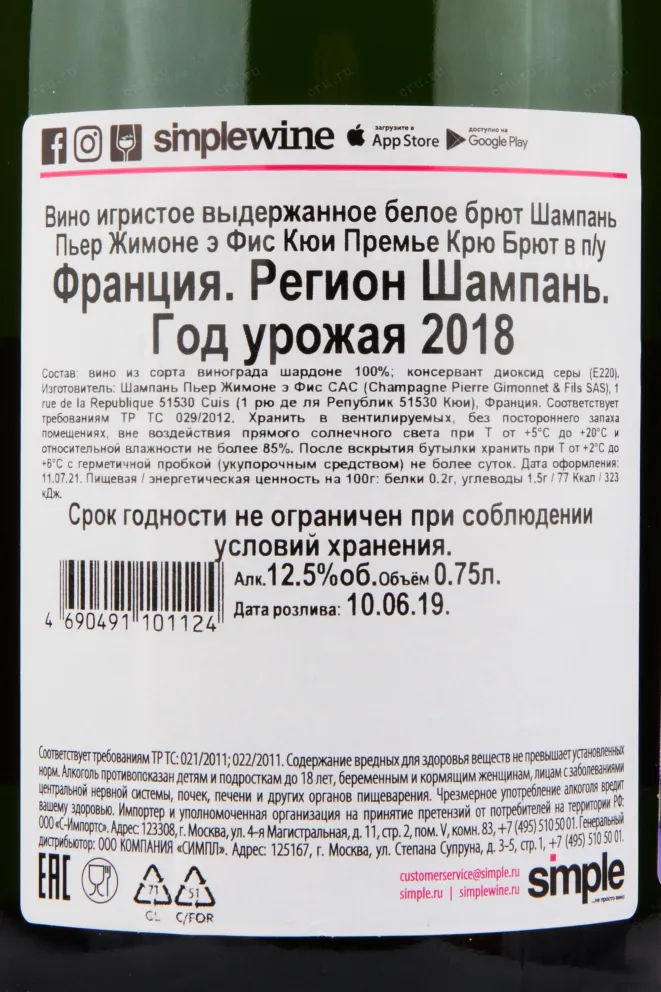 simplewine загрузите в App Store доступно на Google Play
Вино игристое выдержанное белое брют Шампань
Пьер Жимоне э Фис Кюи Премье Крю Брют в п/у
Франция. Регион Шампань.
Год урожая 2018
Состав: вино из сорта винограда шардоне 100%; консервант диоксид серы (Е220).
Изготовитель: Шампань Пьер Жимоне э Фис САС (Champagne Pierre Gimonnet & Fils SAS), 1
rue de la Republique 51530 Cuis (1 рю де ля Републик 51530 Кюи), Франция. Соответствует
требованиям ТР ТС 029/2012. Хранить в вентилируемых, без постороннего запаха
помещениях, вне воздействия прямого солнечного света при Т от +5°С до +20°С и
относительной влажности не более 85%. После вскрытия бутылки хранить при Т от +2°С до
+6°С с герметичной пробкой (укупорочным средством) не более суток. Дата оформления:
11.07.21. Пищевая / энергетическая ценность на 100г: белки 0.2г, углеводы 1.5г / 77 Ккал / 323
кДж.
Срок годности не ограничен при соблюдении
условий хранения.
Алк.12.5%об.Объём 0.75л.
Дата розлива: 10.06.19.
4 690491 101124
Соответствует требованиям ТР ТС: 021/2011; 022/2011. Содержание вредных для здоровья веществ не превышает установленных
норм. Алкоголь противопоказан детям и подросткам до 18 лет, беременным и кормящим женщинам, лицам с заболеваниями
центральной нервной системы, почек, печени и других органов пищеварения. Чрезмерное употребление алкоголя вредит
вашему здоровью. Импортер и уполномоченная организация на принятие претензий от потребителей на территории РФ:
ООО «С-Импортс». Адрес: 123308, г. Москва, ул. 4-я Магистральная, д. 11, стр. 2, пом. V, комн. 83, +7 (495) 510 50 01. Генеральный
дистрибьютор: ООО КОМПАНИЯ «СИМПЛ». Адрес: 125167, г. Москва, ул. Степана Супруна, д. 3-5, стр.1, +7 (495) 510 50 01.
EAC 71 GL 51 C/FOR
customerservice@simple.ru
simple.ru | simplewine.ru
simple
...не просто вино